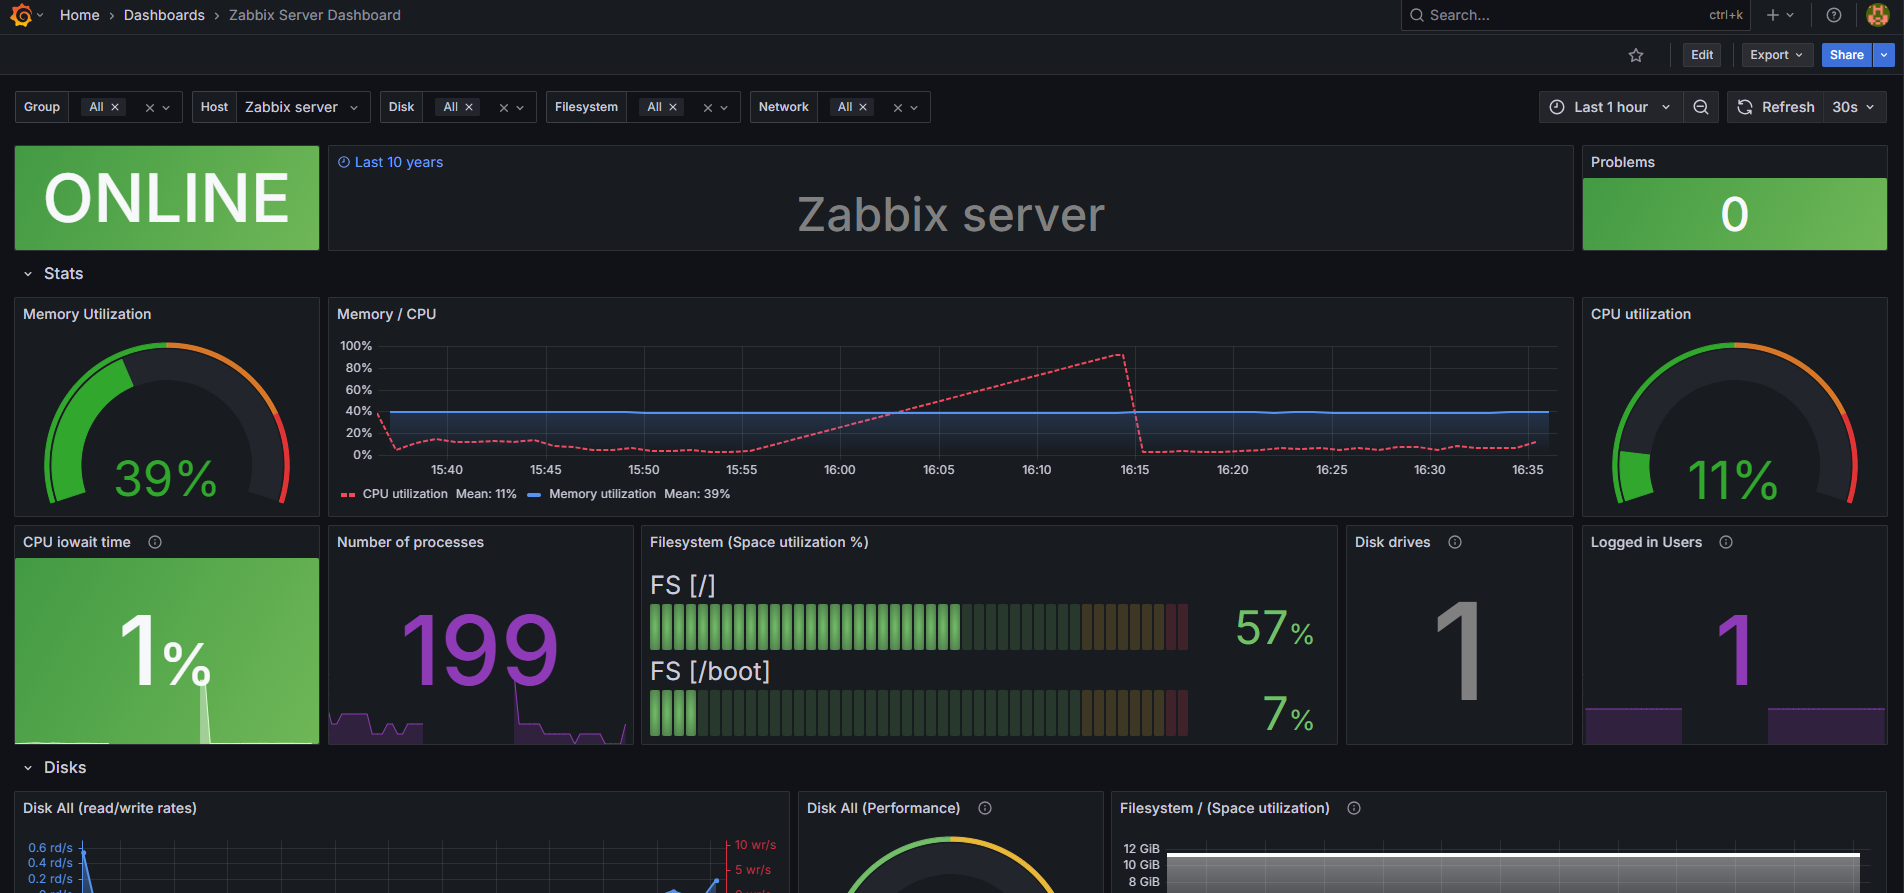 Home › Dashboards › Zabbix Server Dashboard
Search... ctrl+k
Edit Export Share
Group All Host Zabbix server Disk All Filesystem All Network All
Last 1 hour Refresh 30s
ONLINE
Last 10 years
Zabbix server
Problems
0
Stats
Memory Utilization
39%
Memory / CPU
100%
80%
60%
40%
20%
0%
15:40 15:45 15:50 15:55 16:00 16:05 16:10 16:15 16:20 16:25 16:30 16:35
CPU utilization Mean: 11% Memory utilization Mean: 39%
CPU utilization
11%
CPU iowait time
1%
Number of processes
199
Filesystem (Space utilization %)
FS [/]
57%
FS [/boot]
7%
Disk drives
1
Logged in Users
1
Disks
Disk All (read/write rates)
0.6 rd/s
0.4 rd/s
0.2 rd/s
10 wr/s
5 wr/s
Disk All (Performance)
Filesystem / (Space utilization)
12 GiB
10 GiB
8 GiB